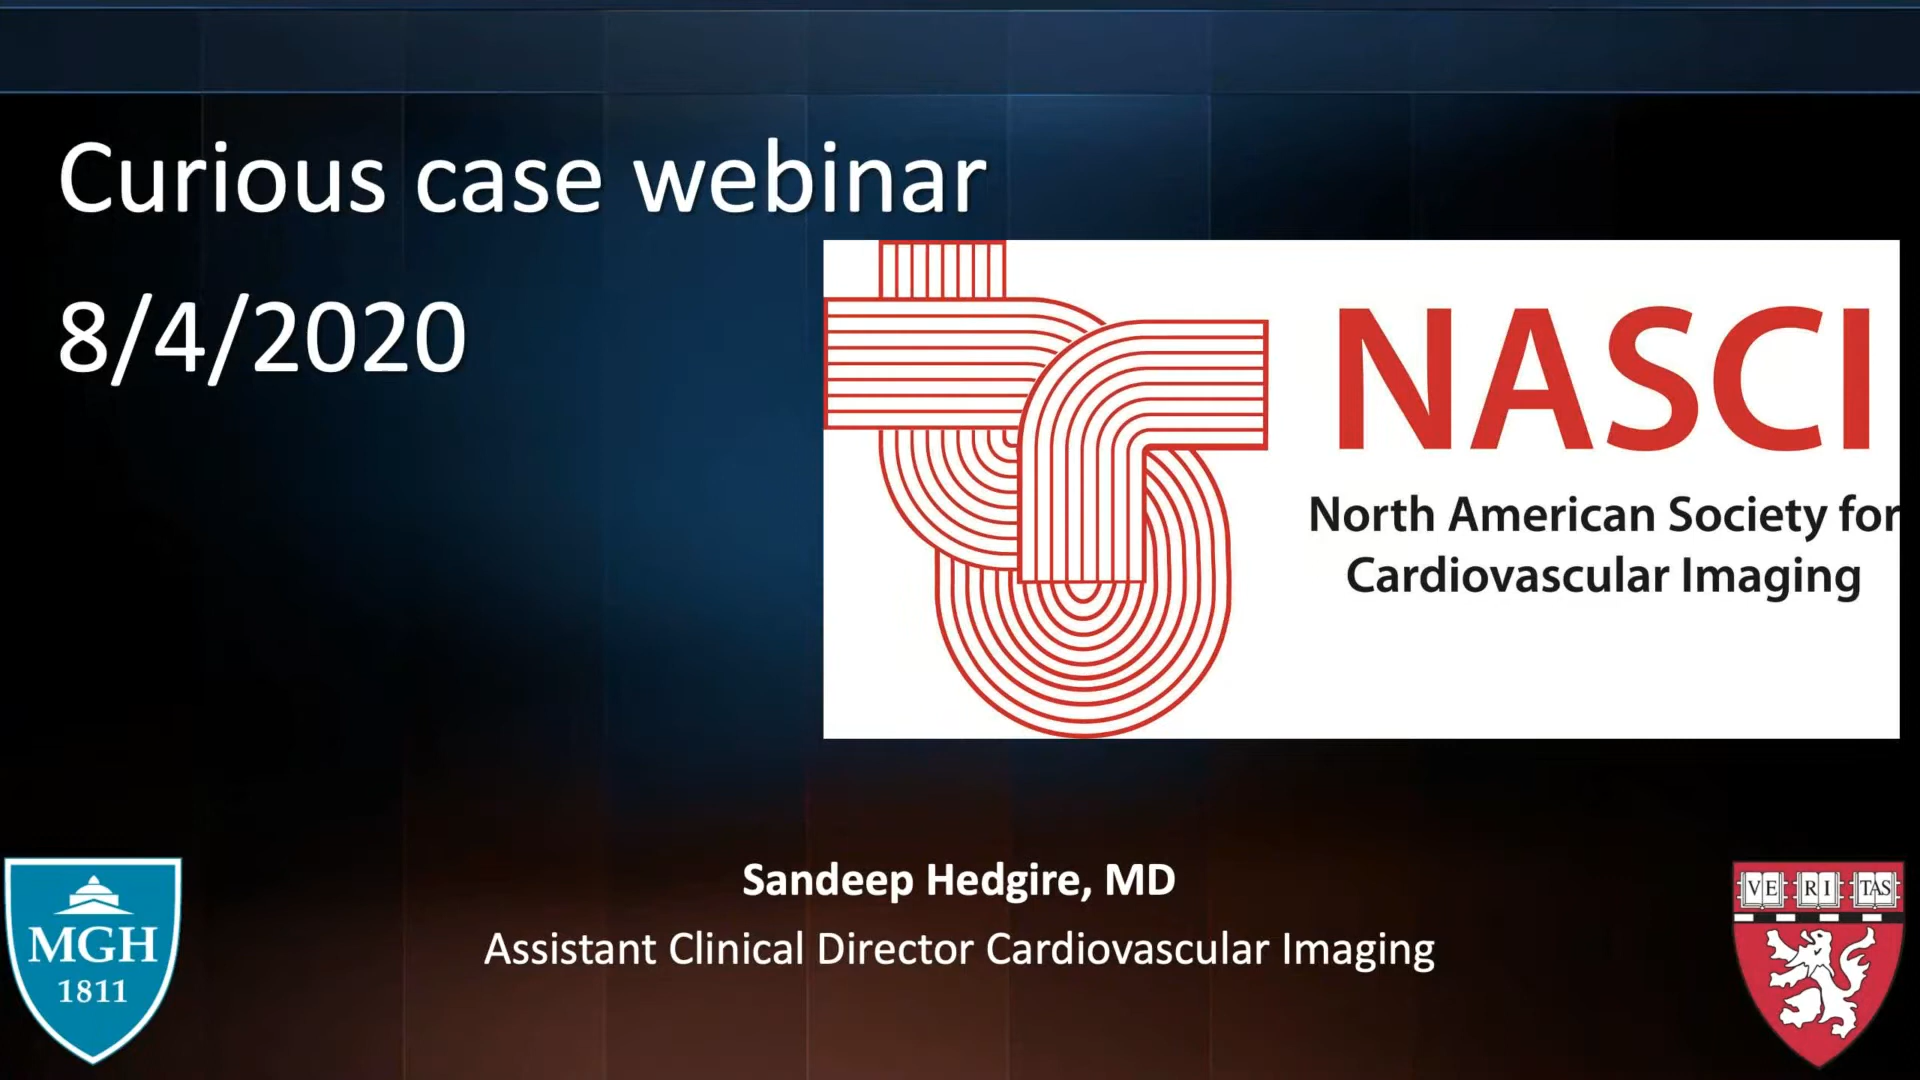 Curious case webinar
8/4/2020
NASCI
North American Society for
Cardiovascular Imaging
Sandeep Hedgire, MD
Assistant Clinical Director Cardiovascular Imaging
MGH
1811
VE RI TAS